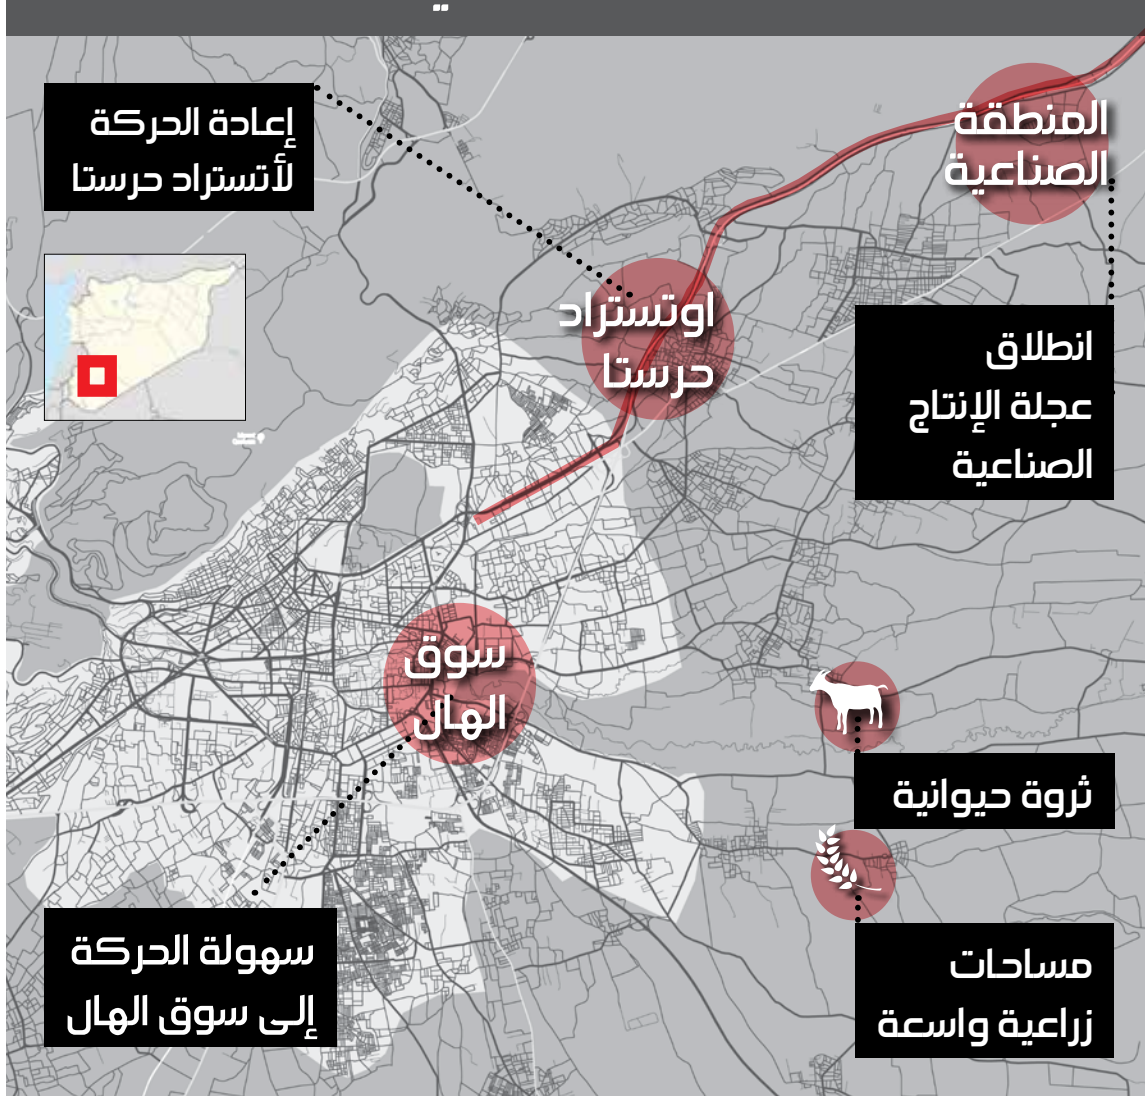 إعادة الحركة
لأتستراد حرستا
المنطقة
الصناعية
اوتستراد
حرستا
انطلاق
عجلة الإنتاج
الصناعية
سوق
الهال
ثروة حيوانية
سهولة الحركة
إلى سوق الهال
مساحات
زراعية واسعة